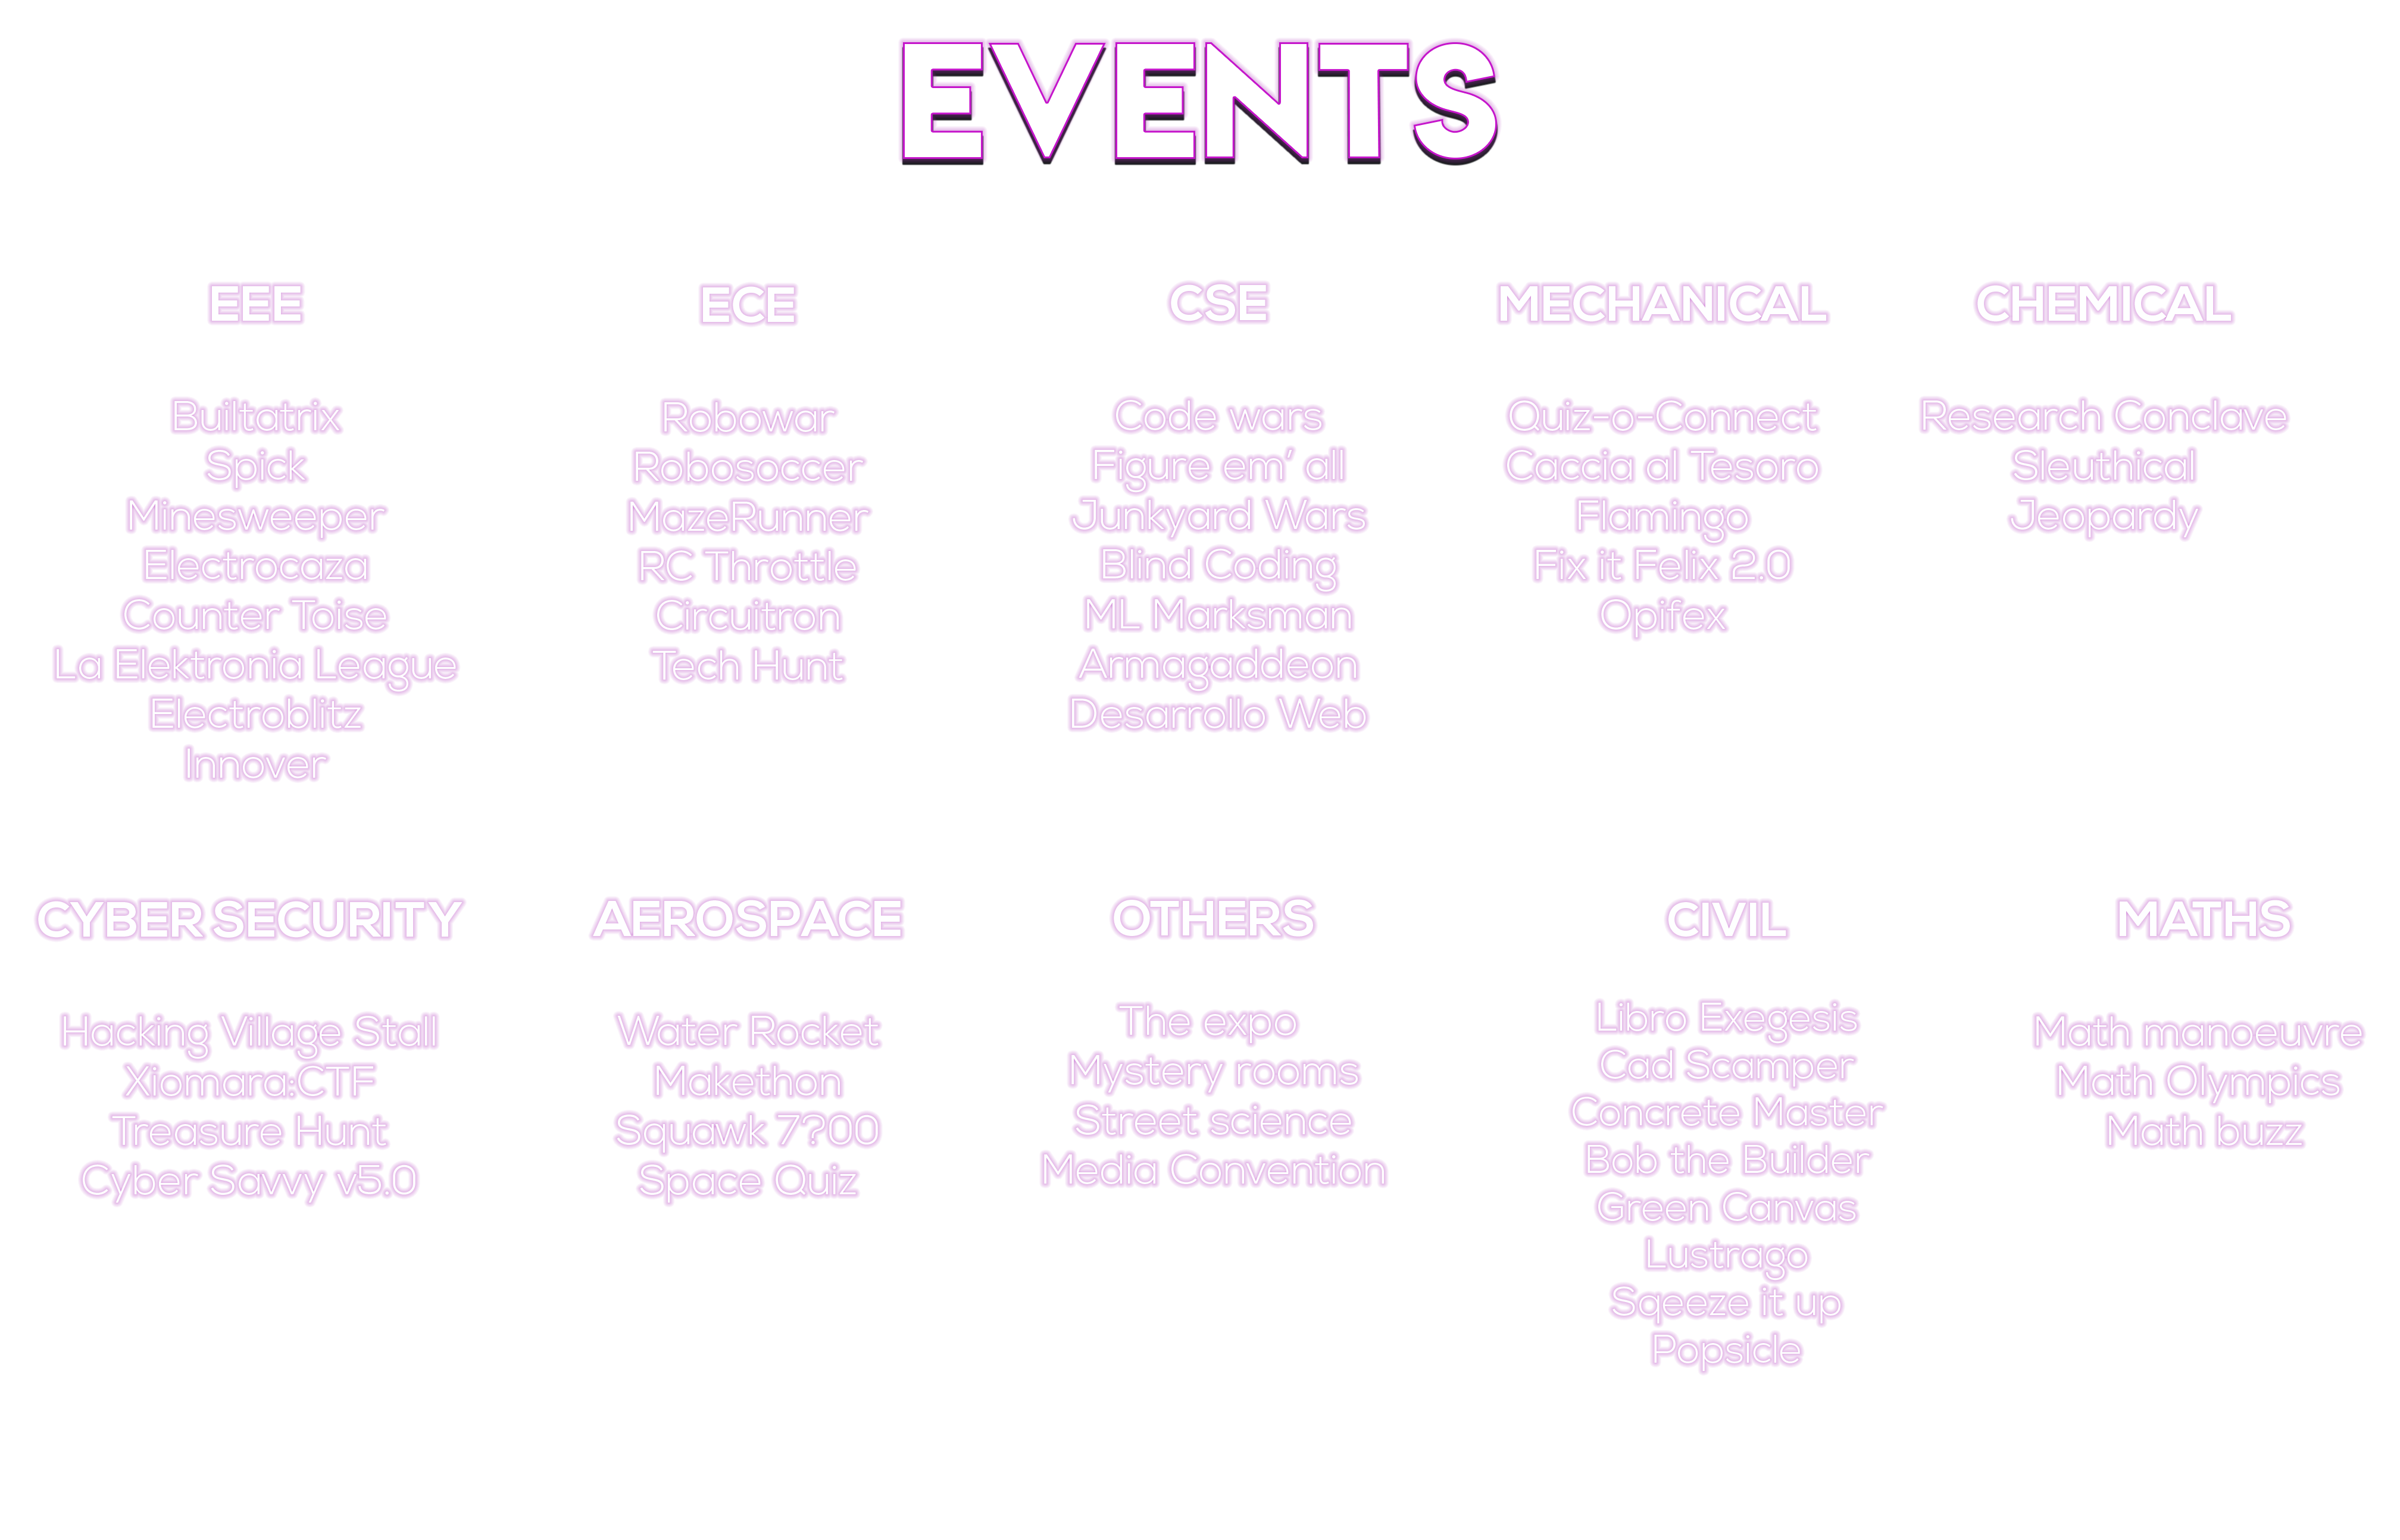 EVENTS
EEE
Builtatrix
Spick
Minesweeper
Electrocaza
Counter Toise
La Elektronia League
Electroblitz
Innover
ECE
Robowar
Robosoccer
MazeRunner
RC Throttle
Circuitron
Tech Hunt
CSE
Code wars
Figure em' all
Junkyard Wars
Blind Coding
ML Marksman
Armagaddeon
Desarrollo Web
MECHANICAL
Quiz-o-Connect
Caccia al Tesoro
Flamingo
Fix it Felix 2.0
Opifex
CHEMICAL
Research Conclave
Sleuthical
Jeopardy
CYBER SECURITY
Hacking Village Stall
Xiomara:CTF
Treasure Hunt
Cyber Savvy v5.0
AEROSPACE
Water Rocket
Makethon
Squawk 7?00
Space Quiz
OTHERS
The expo
Mystery rooms
Street science
Media Convention
CIVIL
Libro Exegesis
Cad Scamper
Concrete Master
Bob the Builder
Green Canvas
Lustrago
Sqeeze it up
Popsicle
MATHS
Math manoeuvre
Math Olympics
Math buzz